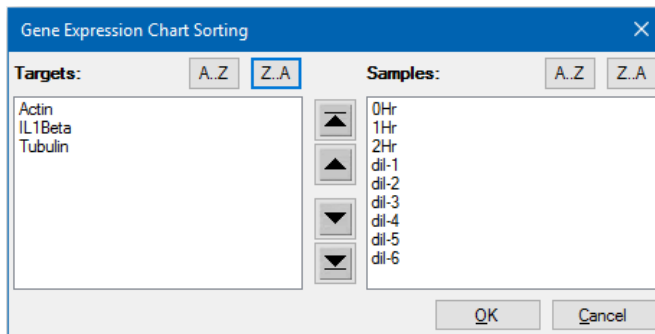 Gene Expression Chart Sorting
Targets: A..Z Z..A Samples: A..Z Z..A
Actin
IL1Beta
Tubulin
0Hr
1Hr
2Hr
dil-1
dil-2
dil-3
dil-4
dil-5
dil-6
OK Cancel